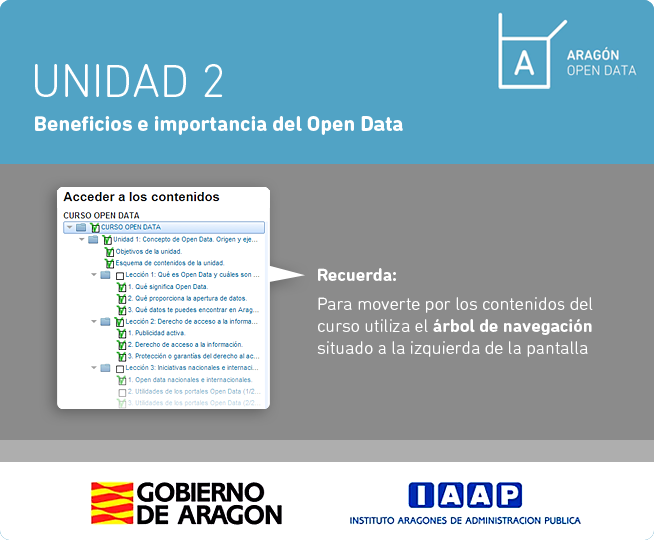 UNIDAD 2
Beneficios e importancia del Open Data
A
ARAGÓN
OPEN DATA
Acceder a los contenidos
CURSO OPEN DATA
CURSO OPEN DATA
Unidad 1: Concepto de Open Data. Origen y eje...
Objetivos de la unidad.
Esquema de contenidos de la unidad.
Lección 1: Qué es Open Data y cuáles son ...
1. Qué significa Open Data.
2. Qué proporciona la apertura de datos.
3. Qué datos te puedes encontrar en Arag...
Lección 2: Derecho de acceso a la informa...
1. Publicidad activa.
2. Derecho de acceso a la información.
3. Protección o garantías del derecho al ac...
Lección 3: Iniciativas nacionales e internaci...
1. Open data nacionales e internacionales.
2. Utilidades de los portales Open Data (1/2...
3. Utilidades de los portales Open Data (2/2...
Recuerda:
Para moverte por los contenidos del
curso utiliza el árbol de navegación
situado a la izquierda de la pantalla
GOBIERNO
DE ARAGON
IAAP
INSTITUTO ARAGONES DE ADMINISTRACION PUBLICA